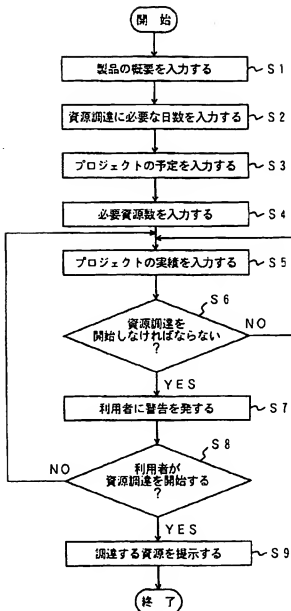 開 始
製品の概要を入力する S1
資源調達に必要な日数を入力する S2
プロジェクトの予定を入力する S3
必要資源数を入力する S4
プロジェクトの実績を入力する S5
S6
資源調達を
開始しなければならない
?
NO
YES
利用者に警告を発する S7
S8
NO
利用者が
資源調達を開始する
?
YES
調達する資源を提示する S9
終 了